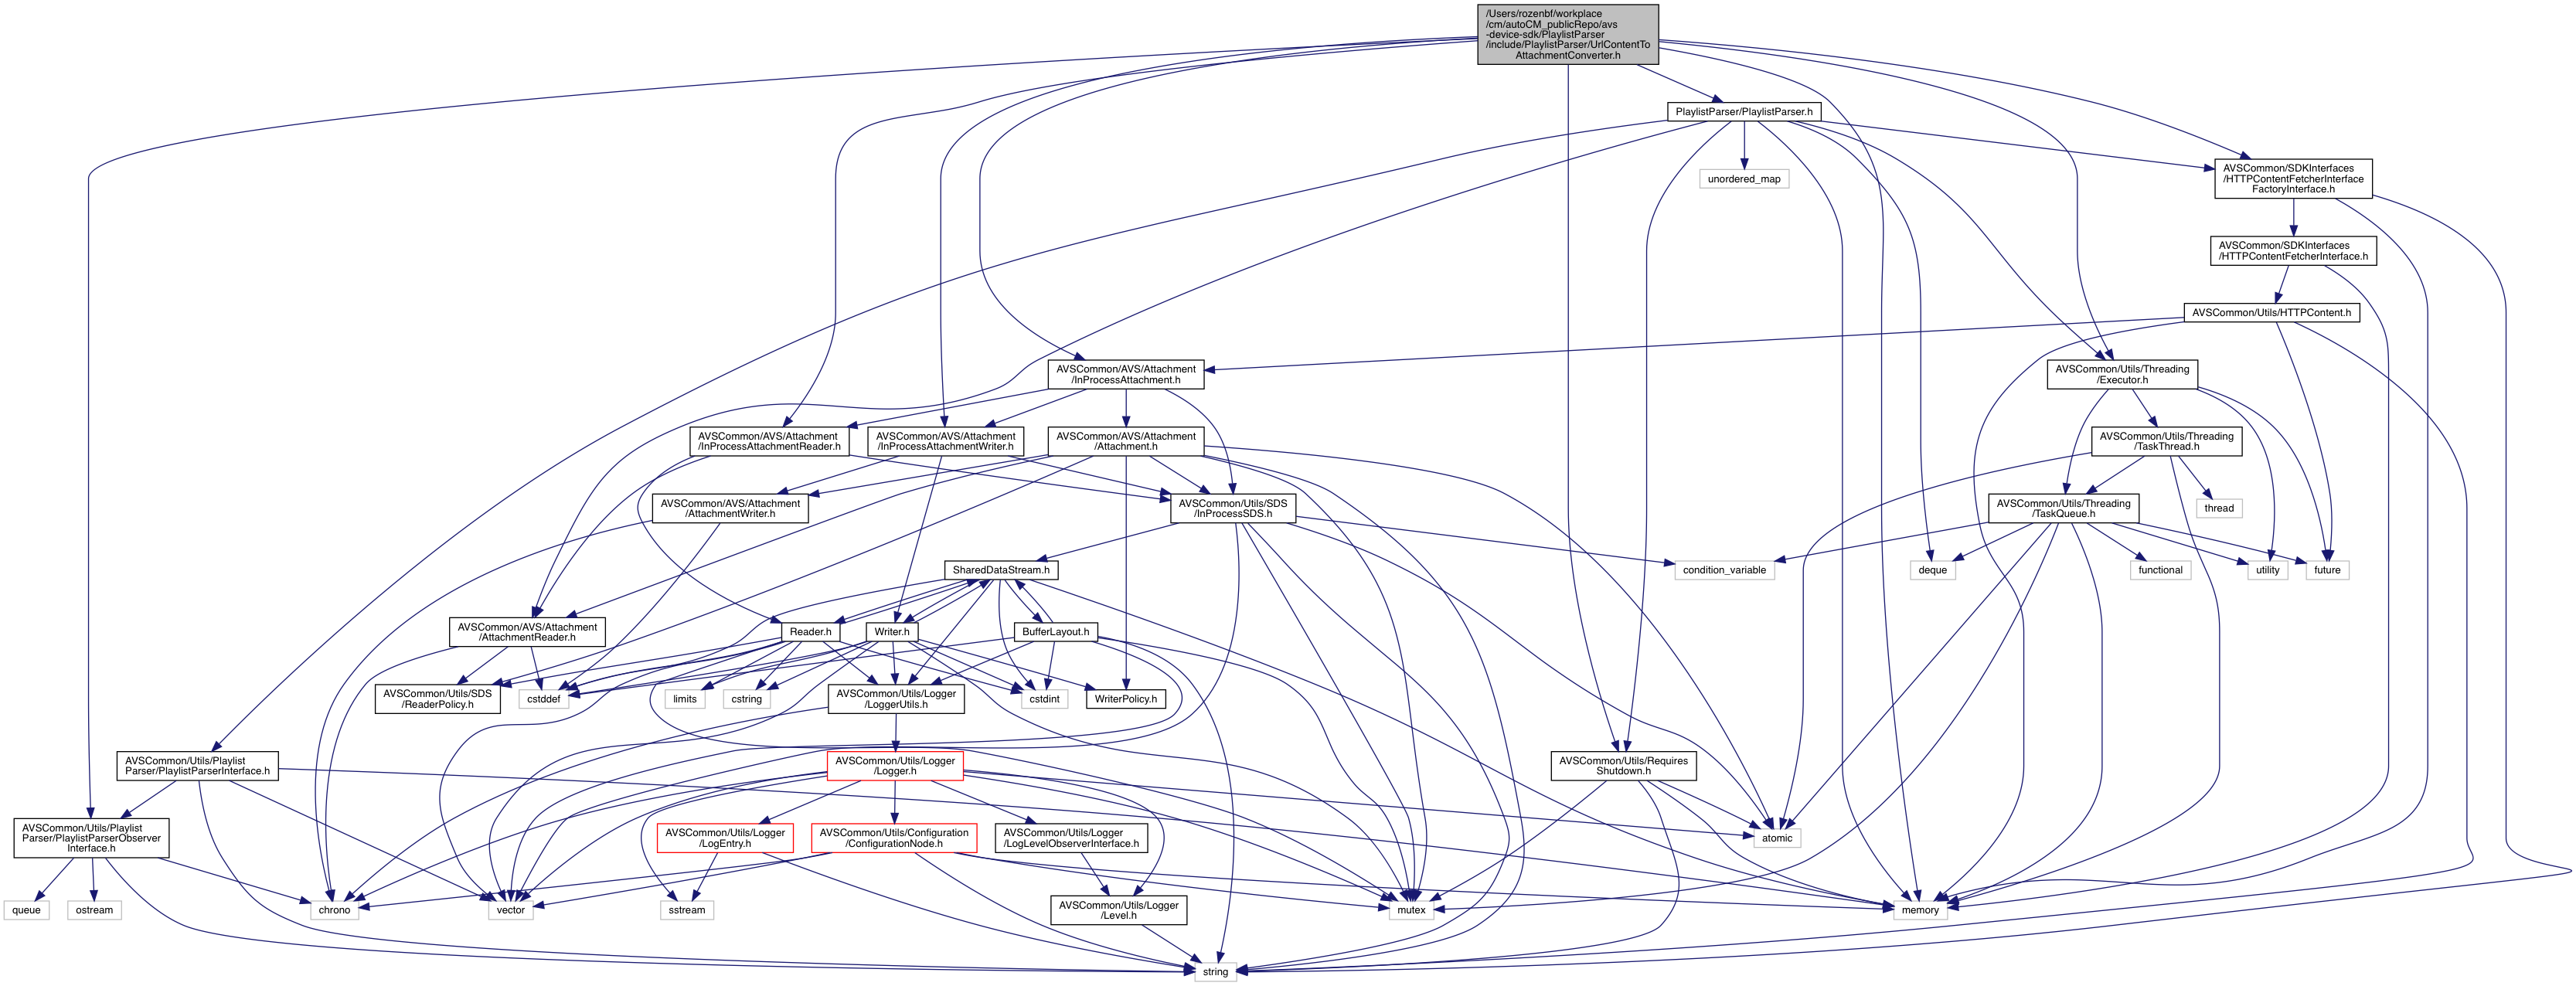 /Users/rozenbf/workplace
/cm/autoCM_publicRepo/avs
-device-sdk/PlaylistParser
/include/PlaylistParser/UrlContentTo
AttachmentConverter.h
PlaylistParser/PlaylistParser.h
unordered_map
AVSCommon/SDKInterfaces
/HTTPContentFetcherInterface
FactoryInterface.h
AVSCommon/SDKInterfaces
/HTTPContentFetcherInterface.h
AVSCommon/Utils/HTTPContent.h
AVSCommon/AVS/Attachment
/InProcessAttachment.h
AVSCommon/Utils/Threading
/Executor.h
AVSCommon/AVS/Attachment
/InProcessAttachmentReader.h
AVSCommon/AVS/Attachment
/InProcessAttachmentWriter.h
AVSCommon/AVS/Attachment
/Attachment.h
AVSCommon/Utils/Threading
/TaskThread.h
AVSCommon/AVS/Attachment
/AttachmentWriter.h
AVSCommon/Utils/SDS
/InProcessSDS.h
AVSCommon/Utils/Threading
/TaskQueue.h
thread
SharedDataStream.h
condition_variable
deque
functional
utility
future
AVSCommon/AVS/Attachment
/AttachmentReader.h
Reader.h
Writer.h
BufferLayout.h
AVSCommon/Utils/SDS
/ReaderPolicy.h
cstddef
limits
cstring
AVSCommon/Utils/Logger
/LoggerUtils.h
cstdint
WriterPolicy.h
AVSCommon/Utils/Playlist
Parser/PlaylistParserInterface.h
AVSCommon/Utils/Logger
/Logger.h
AVSCommon/Utils/Requires
Shutdown.h
AVSCommon/Utils/Playlist
Parser/PlaylistParserObserver
Interface.h
AVSCommon/Utils/Logger
/LogEntry.h
AVSCommon/Utils/Configuration
/ConfigurationNode.h
AVSCommon/Utils/Logger
/LogLevelObserverInterface.h
atomic
queue
ostream
chrono
vector
sstream
AVSCommon/Utils/Logger
/Level.h
mutex
memory
string